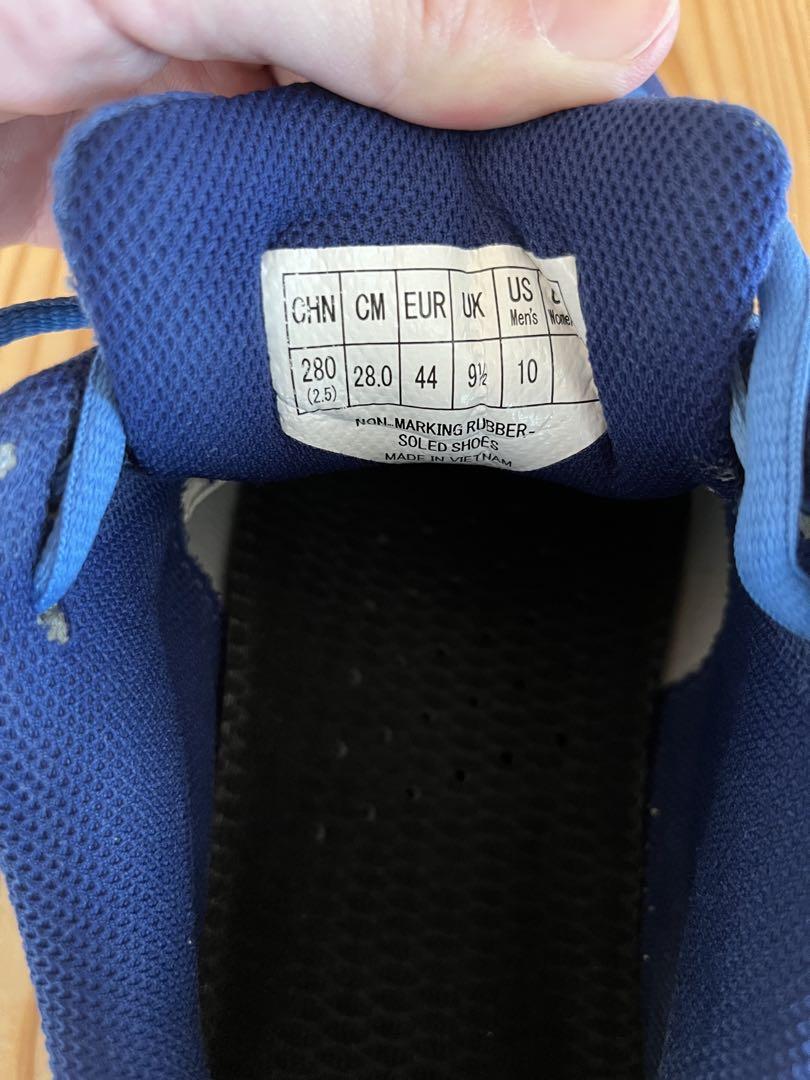 CHN CM EUR UK US Men's
280 (2.5) 28.0 44 9½ 10
NON-MARKING RUBBER-
SOLED SHOES
MADE IN VIETNAM